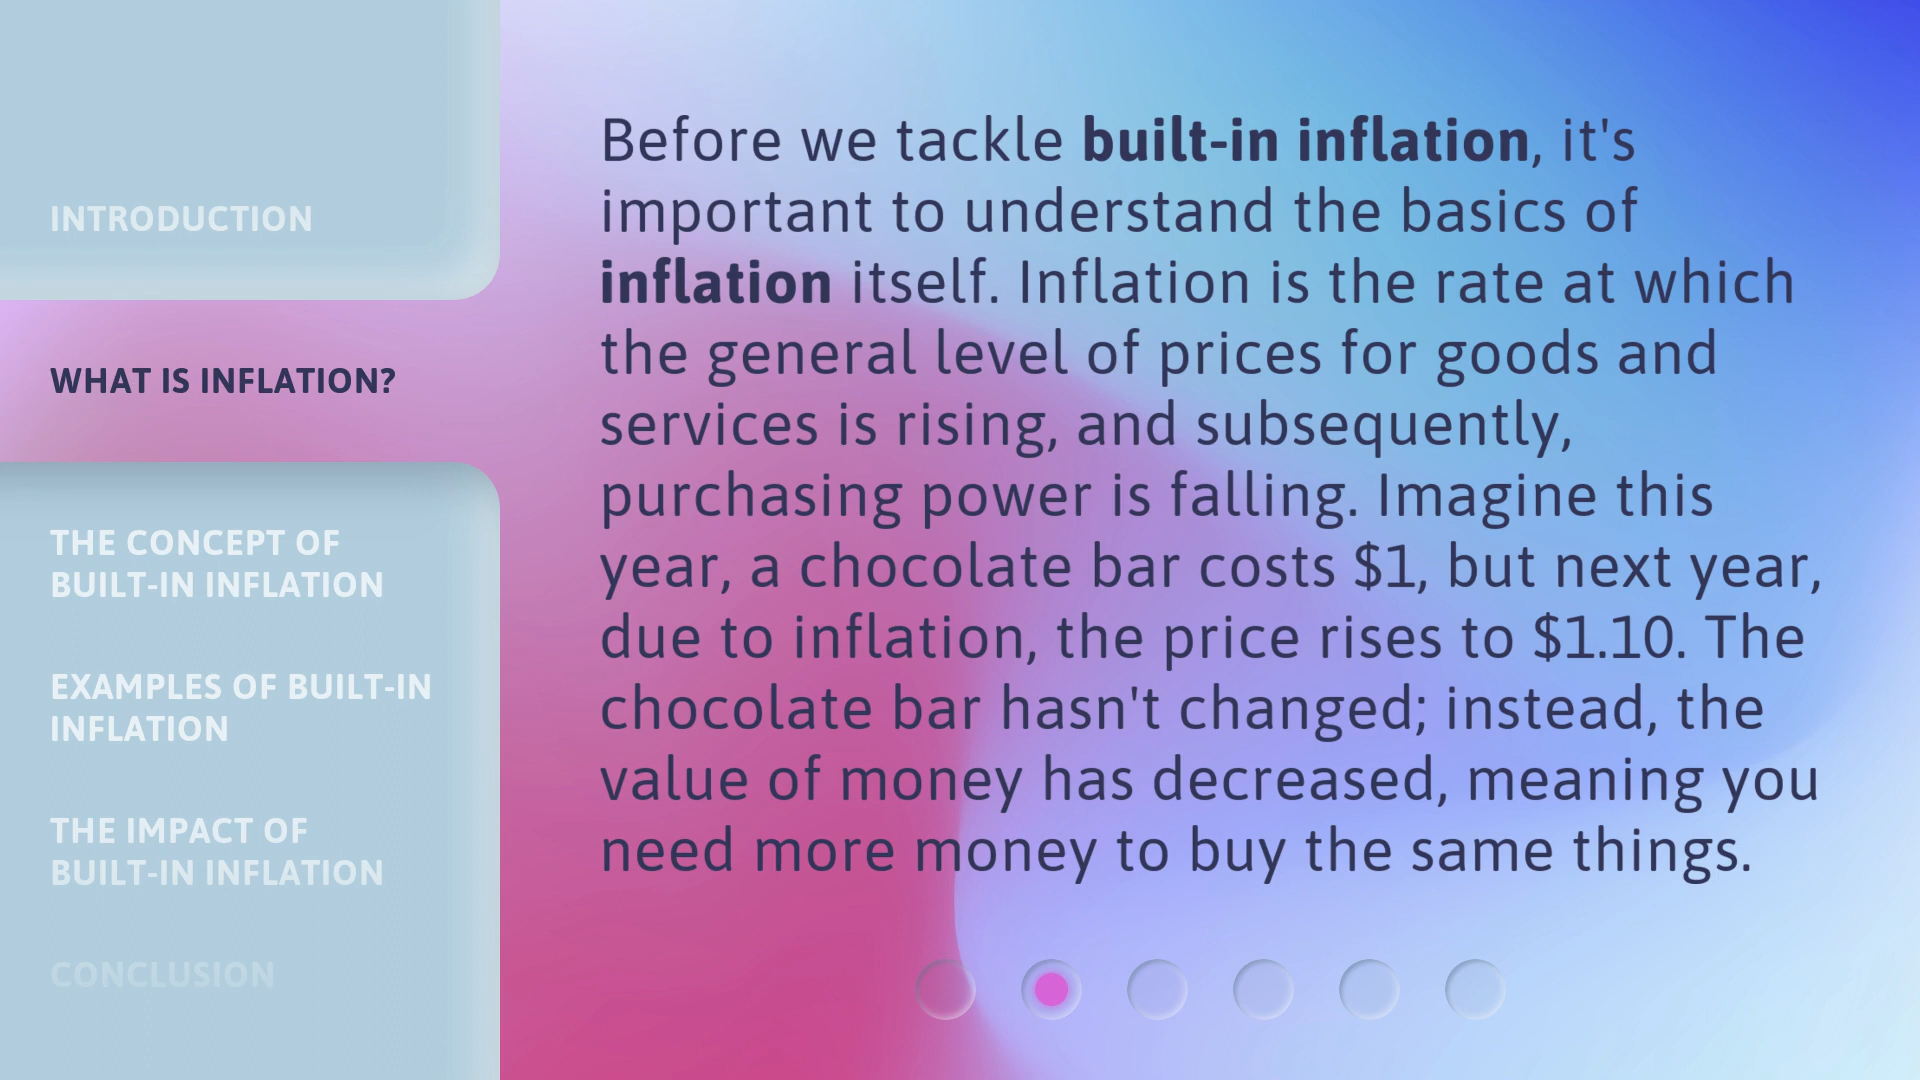 INTRODUCTION
WHAT IS INFLATION?
THE CONCEPT OF
BUILT-IN INFLATION
EXAMPLES OF BUILT-IN
INFLATION
THE IMPACT OF
BUILT-IN INFLATION
CONCLUSION
Before we tackle built-in inflation, it's
important to understand the basics of
inflation itself. Inflation is the rate at which
the general level of prices for goods and
services is rising, and subsequently,
purchasing power is falling. Imagine this
year, a chocolate bar costs $1, but next year,
due to inflation, the price rises to $1.10. The
chocolate bar hasn't changed; instead, the
value of money has decreased, meaning you
need more money to buy the same things.